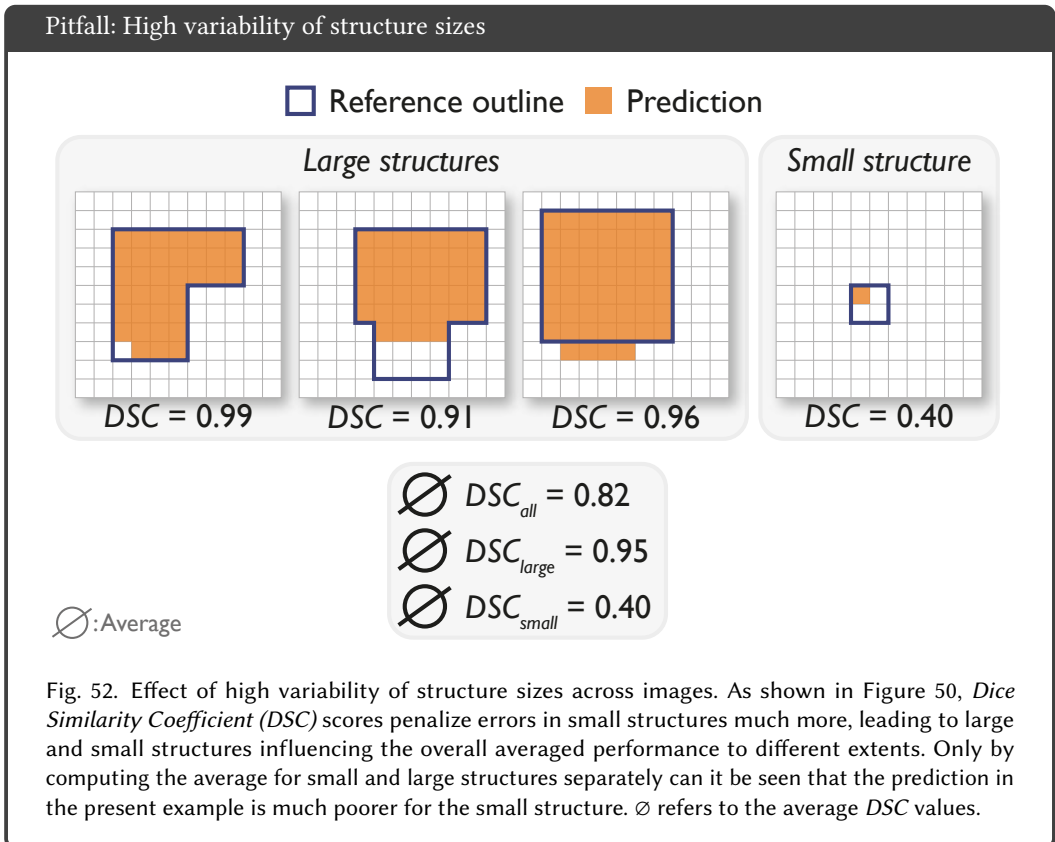 Pitfall: High variability of structure sizes
Reference outline Prediction
Large structures
Small structure
DSC = 0.99 DSC = 0.91 DSC = 0.96 DSC = 0.40
∅ DSC_all = 0.82
∅ DSC_large = 0.95
∅ DSC_small = 0.40
∅: Average
Fig. 52. Effect of high variability of structure sizes across images. As shown in Figure 50, Dice
Similarity Coefficient (DSC) scores penalize errors in small structures much more, leading to large
and small structures influencing the overall averaged performance to different extents. Only by
computing the average for small and large structures separately can it be seen that the prediction in
the present example is much poorer for the small structure. ∅ refers to the average DSC values.